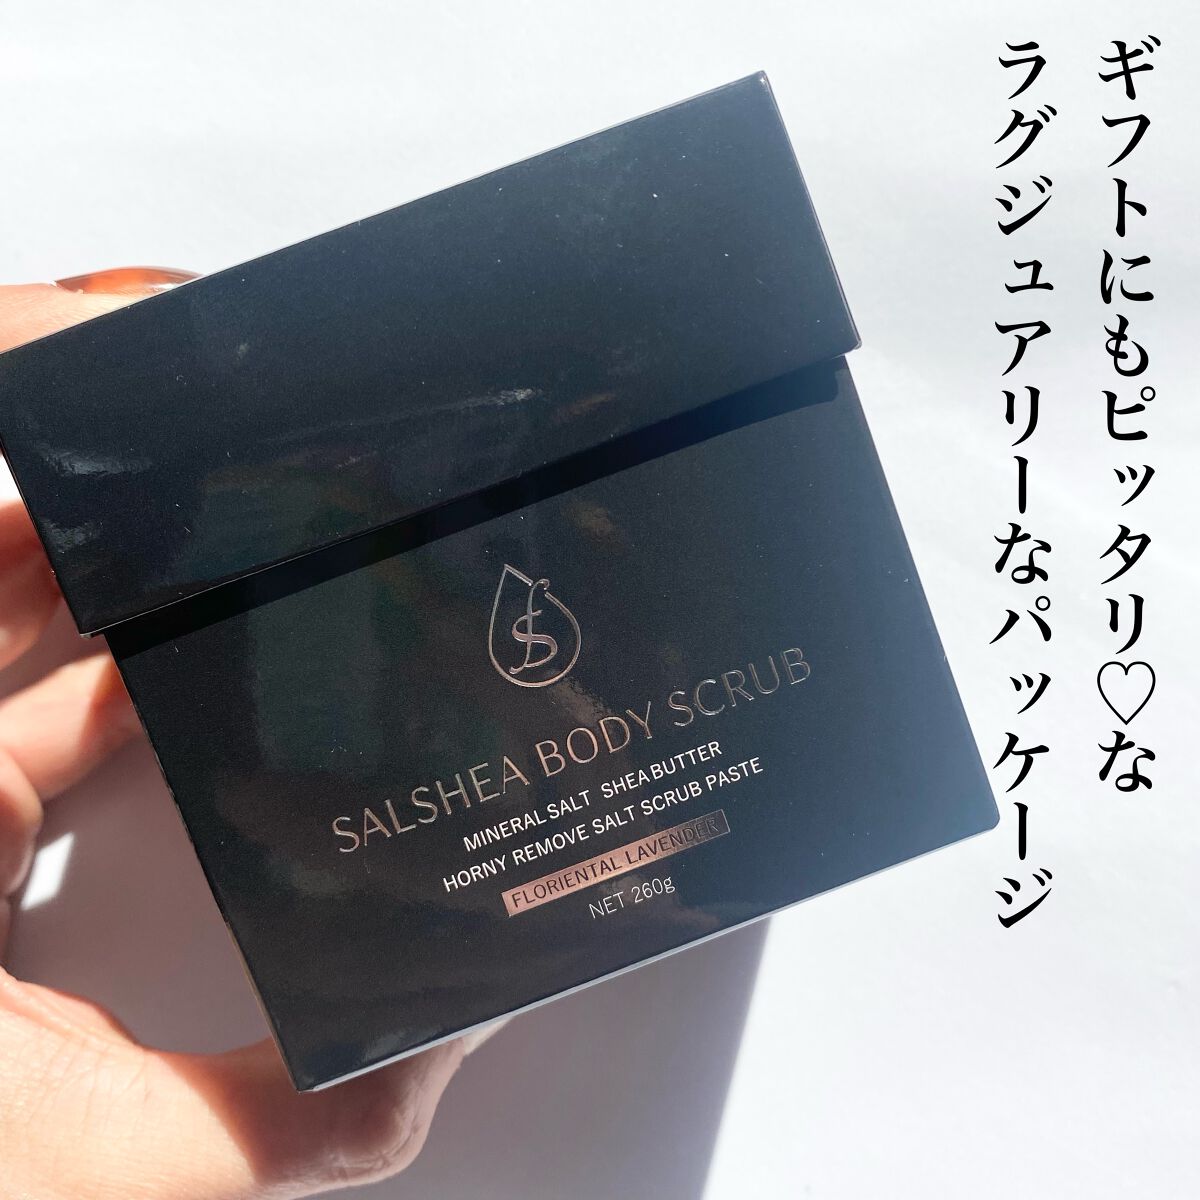 ギフトにもピッタリ♡な
ラグジュアリーなパッケージ
fS
SALSHEA BODY SCRUB
MINERAL SALT SHEA BUTTER
HORNY REMOVE SALT SCRUB PASTE
FLORIENTAL LAVENDER
NET 260g